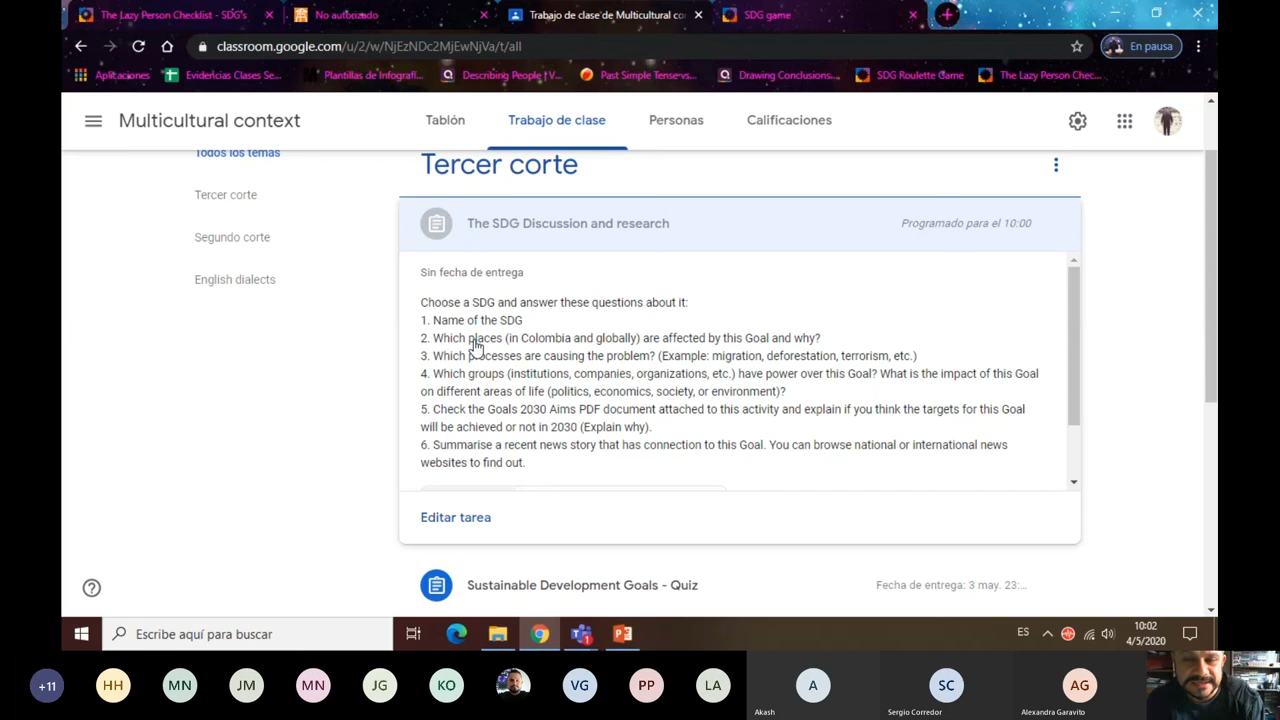 The Lazy Person Checklist - SDG's
No autorizado
Trabajo de clase de Multicultural co
SDG game
classroom.google.com/u/2/w/NjEzNDc2MjEwNjVa/t/all
En pausa
Aplicaciones
Evidencias Clases Se...
Plantillas de Infografí...
Describing People | V...
Past Simple Tense vs...
Drawing Conclusions...
SDG Roulette Game
The Lazy Person Chec...
Multicultural context
Tablón
Trabajo de clase
Personas
Calificaciones
Todos los temas
Tercer corte
Segundo corte
English dialects
Tercer corte
The SDG Discussion and research
Programado para el 10:00
Sin fecha de entrega
Choose a SDG and answer these questions about it:
1. Name of the SDG
2. Which places (in Colombia and globally) are affected by this Goal and why?
3. Which processes are causing the problem? (Example: migration, deforestation, terrorism, etc.)
4. Which groups (institutions, companies, organizations, etc.) have power over this Goal? What is the impact of this Goal
on different areas of life (politics, economics, society, or environment)?
5. Check the Goals 2030 Aims PDF document attached to this activity and explain if you think the targets for this Goal
will be achieved or not in 2030 (Explain why).
6. Summarise a recent news story that has connection to this Goal. You can browse national or international news
websites to find out.
Editar tarea
Sustainable Development Goals - Quiz
Fecha de entrega: 3 may. 23:...
Escribe aquí para buscar
ES
10:02
4/5/2020
+11
HH
MN
JM
MN
JG
KO
VG
PP
LA
A
Akash
SC
Sergio Corredor
AG
Alexandra Garavito